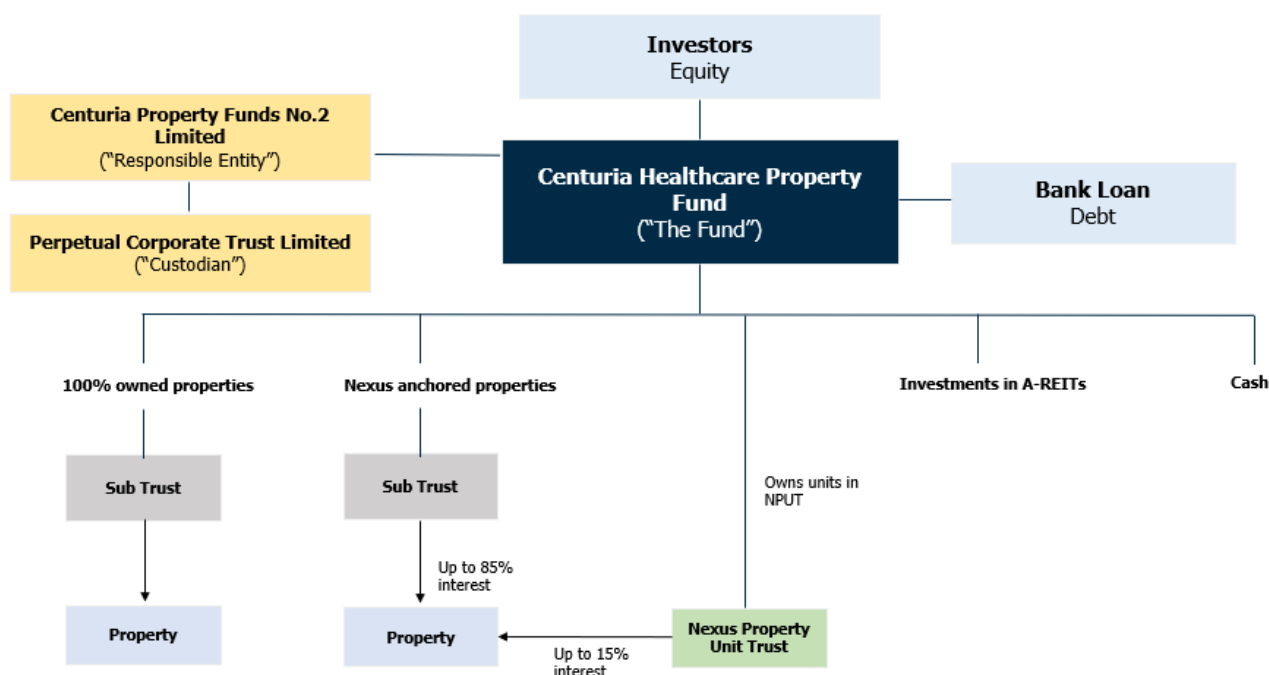 Investors
Equity
Centuria Property Funds No.2
Limited
(“Responsible Entity”)
Centuria Healthcare Property
Fund
(“The Fund”)
Bank Loan
Debt
Perpetual Corporate Trust Limited
(“Custodian”)
100% owned properties
Nexus anchored properties
Investments in A-REITs
Cash
Sub Trust
Sub Trust
Owns units in
NPUT
Up to 85%
interest
Property
Property
Nexus Property
Unit Trust
Up to 15%
interest